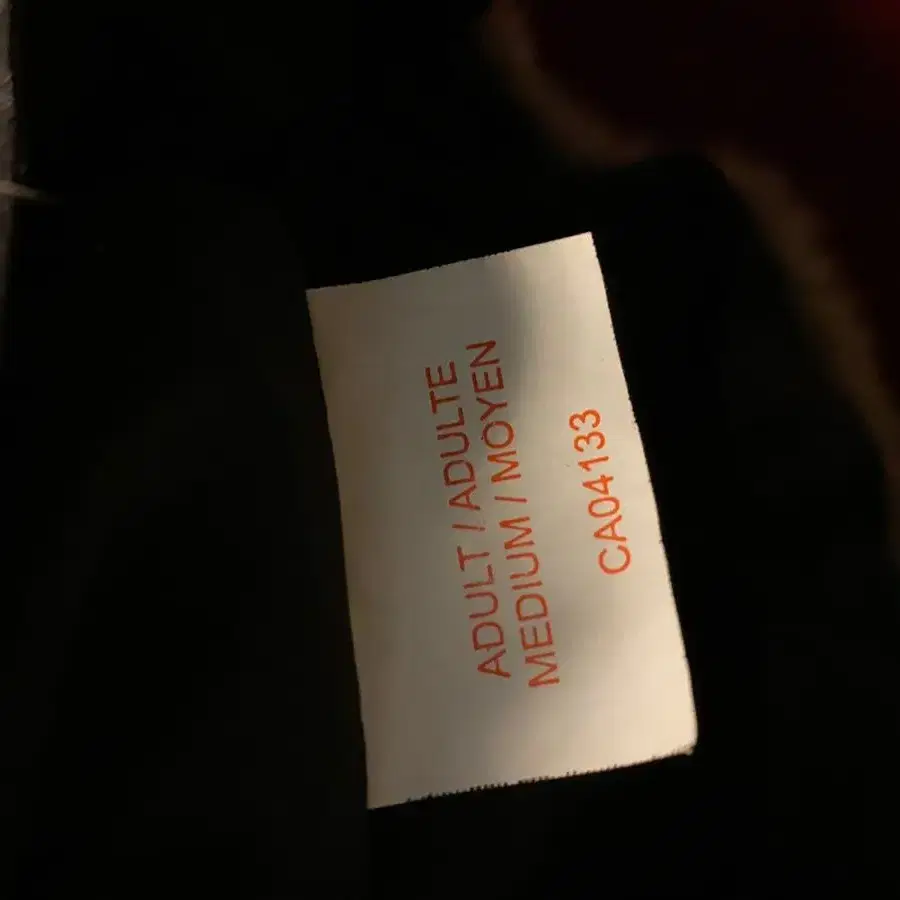 ADULT / ADULTE
MEDIUM / MOYEN
CA04133